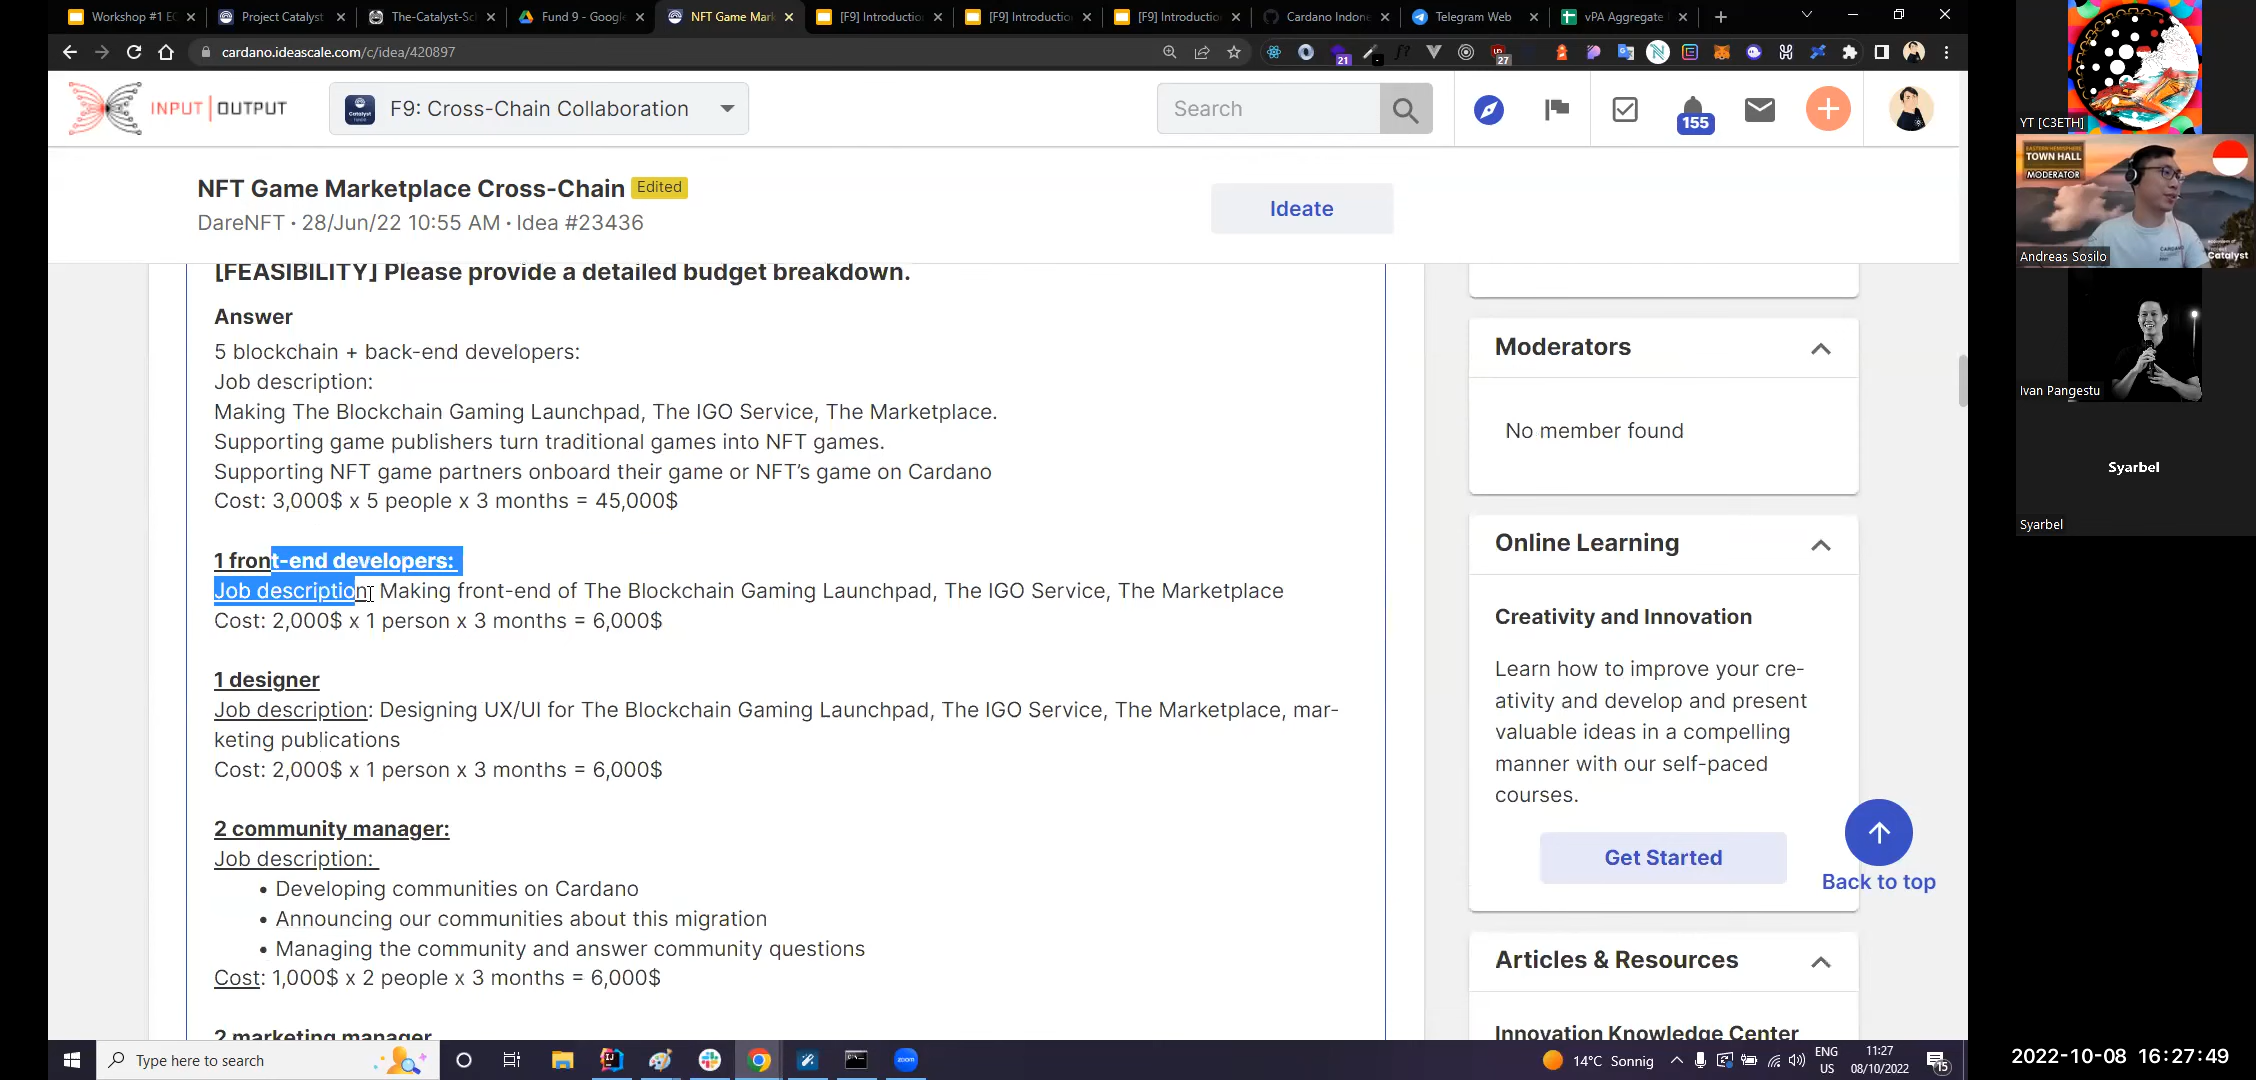 Workshop #1 EC
Project Catalyst
The-Catalyst-Sc
Fund 9 - Google
NFT Game Mark
[F9] Introductio
[F9] Introduction
[F9] Introductio
Cardano Indone
Telegram Web
vPA Aggregate
cardano.ideascale.com/c/idea/420897
21
27
INPUT | OUTPUT
F9: Cross-Chain Collaboration
Search
155
NFT Game Marketplace Cross-Chain Edited
DareNFT • 28/Jun/22 10:55 AM • Idea #23436
Ideate
[FEASIBILITY] Please provide a detailed budget breakdown.
Answer
5 blockchain + back-end developers:
Job description:
Making The Blockchain Gaming Launchpad, The IGO Service, The Marketplace.
Supporting game publishers turn traditional games into NFT games.
Supporting NFT game partners onboard their game or NFT’s game on Cardano
Cost: 3,000$ x 5 people x 3 months = 45,000$
1 front-end developers:
Job description: Making front-end of The Blockchain Gaming Launchpad, The IGO Service, The Marketplace
Cost: 2,000$ x 1 person x 3 months = 6,000$
1 designer
Job description: Designing UX/UI for The Blockchain Gaming Launchpad, The IGO Service, The Marketplace, mar-
keting publications
Cost: 2,000$ x 1 person x 3 months = 6,000$
2 community manager:
Job description:
• Developing communities on Cardano
• Announcing our communities about this migration
• Managing the community and answer community questions
Cost: 1,000$ x 2 people x 3 months = 6,000$
2 marketing manager
Moderators
No member found
Online Learning
Creativity and Innovation
Learn how to improve your cre-
ativity and develop and present
valuable ideas in a compelling
manner with our self-paced
courses.
Get Started
Back to top
Articles & Resources
Innovation Knowledge Center
Type here to search
14°C Sonnig
ENG
US
11:27
08/10/2022
15
YT [C3ETH]
EASTERN HEMISPHERE
TOWN HALL
MODERATOR
Catalyst
Andreas Sosilo
Ivan Pangestu
Syarbel
Syarbel
2022-10-08 16:27:49